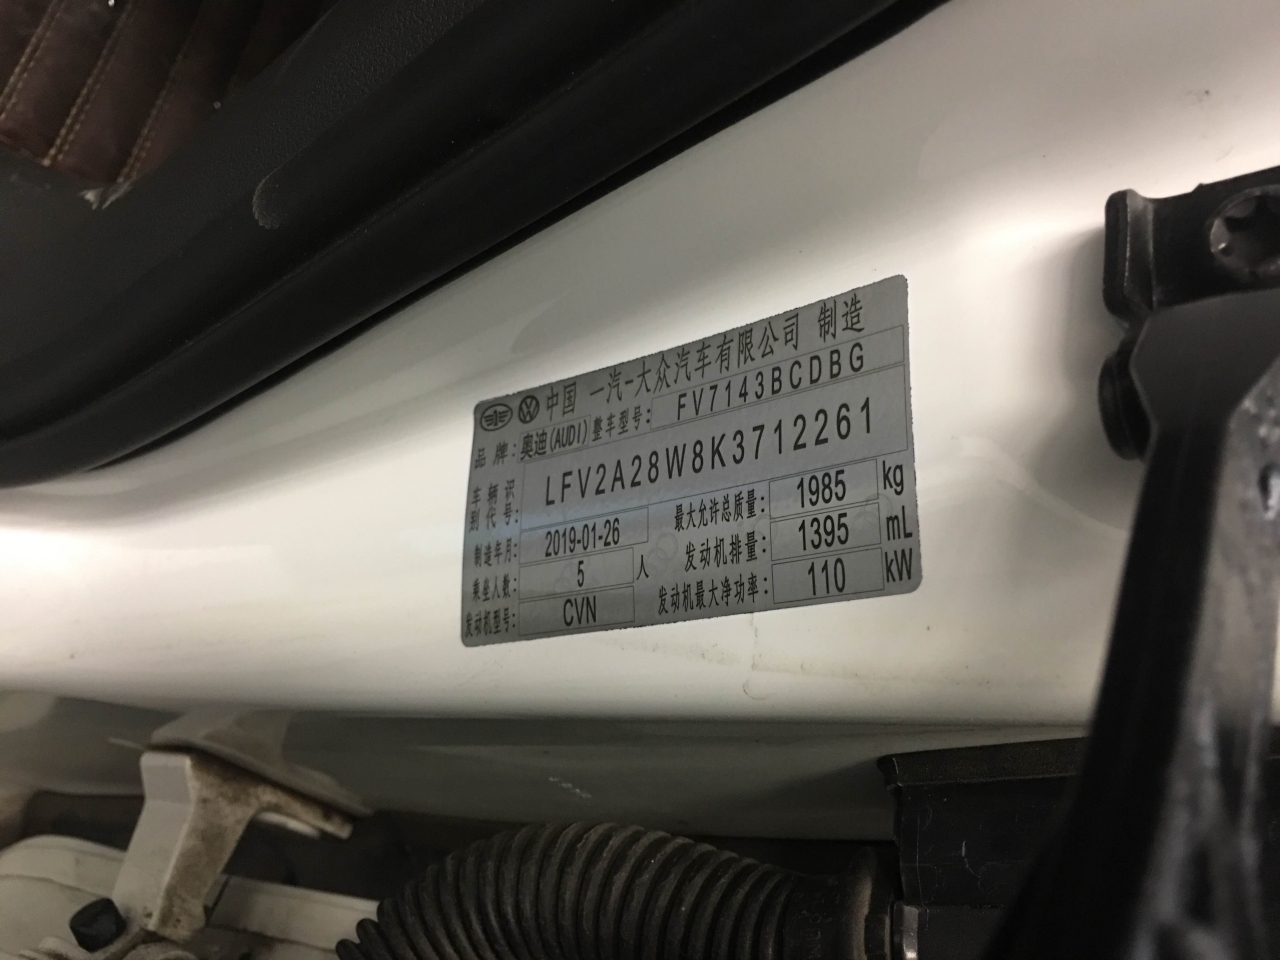 中国 一汽-大众汽车有限公司 制造
品牌: 奥迪(AUDI) 整车型号: FV7143BCDBG
车辆识别代号: LFV2A28W8K3712261
制造年月: 2019-01-26 最大允许总质量: 1985 kg
乘坐人数: 5 人 发动机排量: 1395 mL
发动机型号: CVN 发动机最大净功率: 110 kW